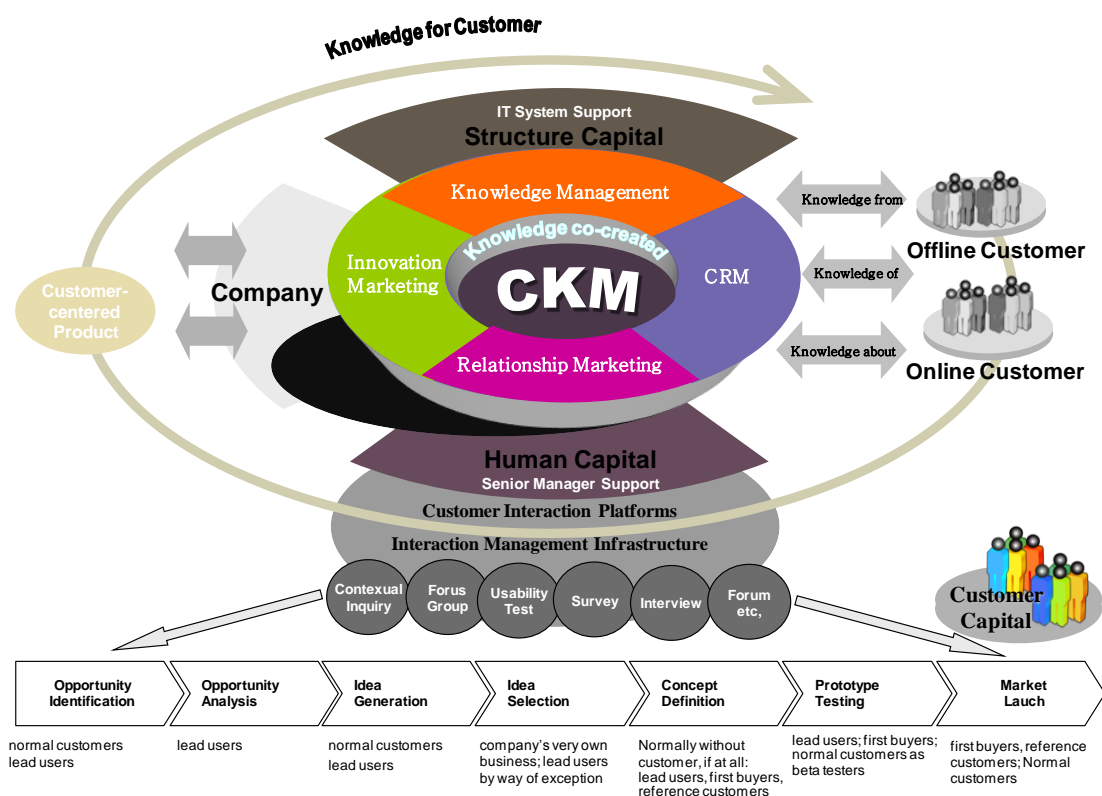 Knowledge for Customer
IT System Support
Structure Capital
Knowledge Management
Knowledge co-created
CKM
Innovation
Marketing
CRM
Relationship Marketing
Company
Customer-
centered
Product
Knowledge from
Knowledge of
Knowledge about
Offline Customer
Online Customer
Human Capital
Senior Manager Support
Customer Interaction Platforms
Interaction Management Infrastructure
Contexual
Inquiry
Forus
Group
Usability
Test
Survey
Interview
Forum
etc,
Customer
Capital
Opportunity
Identification
Opportunity
Analysis
Idea
Generation
Idea
Selection
Concept
Definition
Prototype
Testing
Market
Lauch
normal customers
lead users
lead users
normal customers
lead users
company's very own
business; lead users
by way of exception
Normally without
customer, if at all:
lead users, first buyers,
reference customers
lead users; first buyers;
normal customers as
beta testers
first buyers, reference
customers; Normal
customers